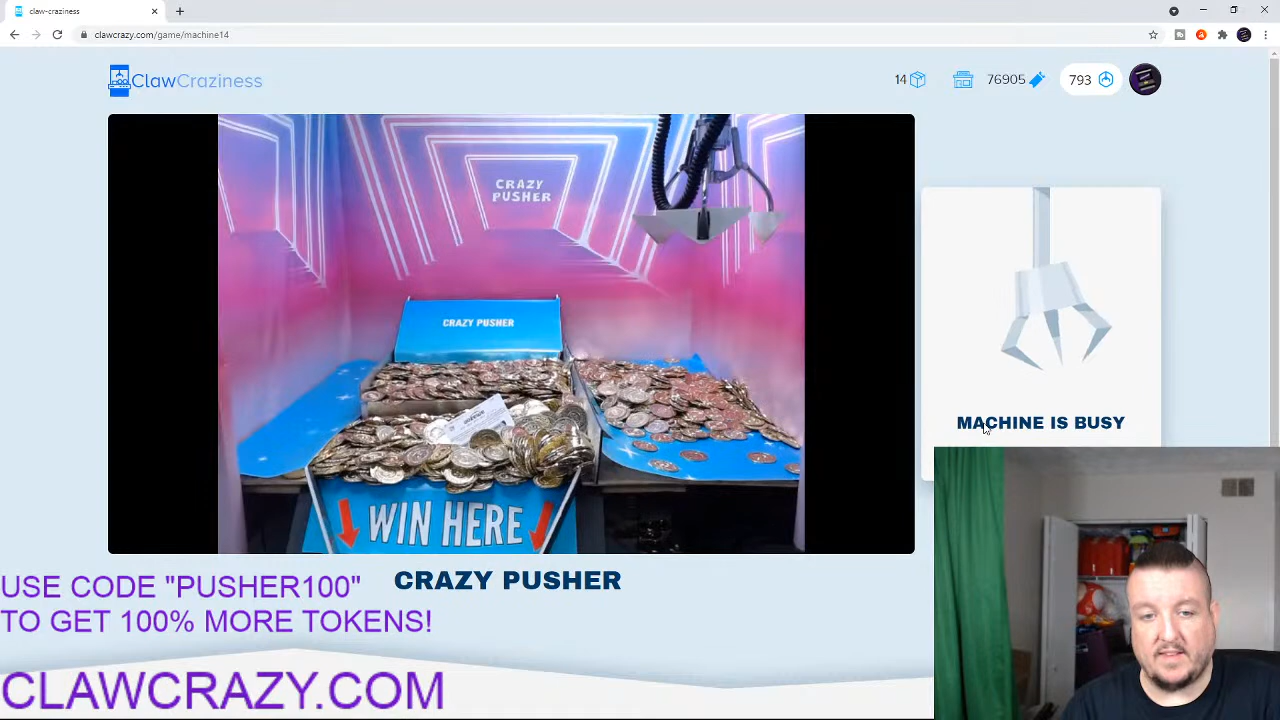 claw-craziness
clawcrazy.com/game/machine14
ClawCraziness
14
76905
793
CRAZY
PUSHER
CRAZY PUSHER
WIN HERE
MACHINE IS BUSY
CRAZY PUSHER
USE CODE "PUSHER100"
TO GET 100% MORE TOKENS!
CLAWCRAZY.COM